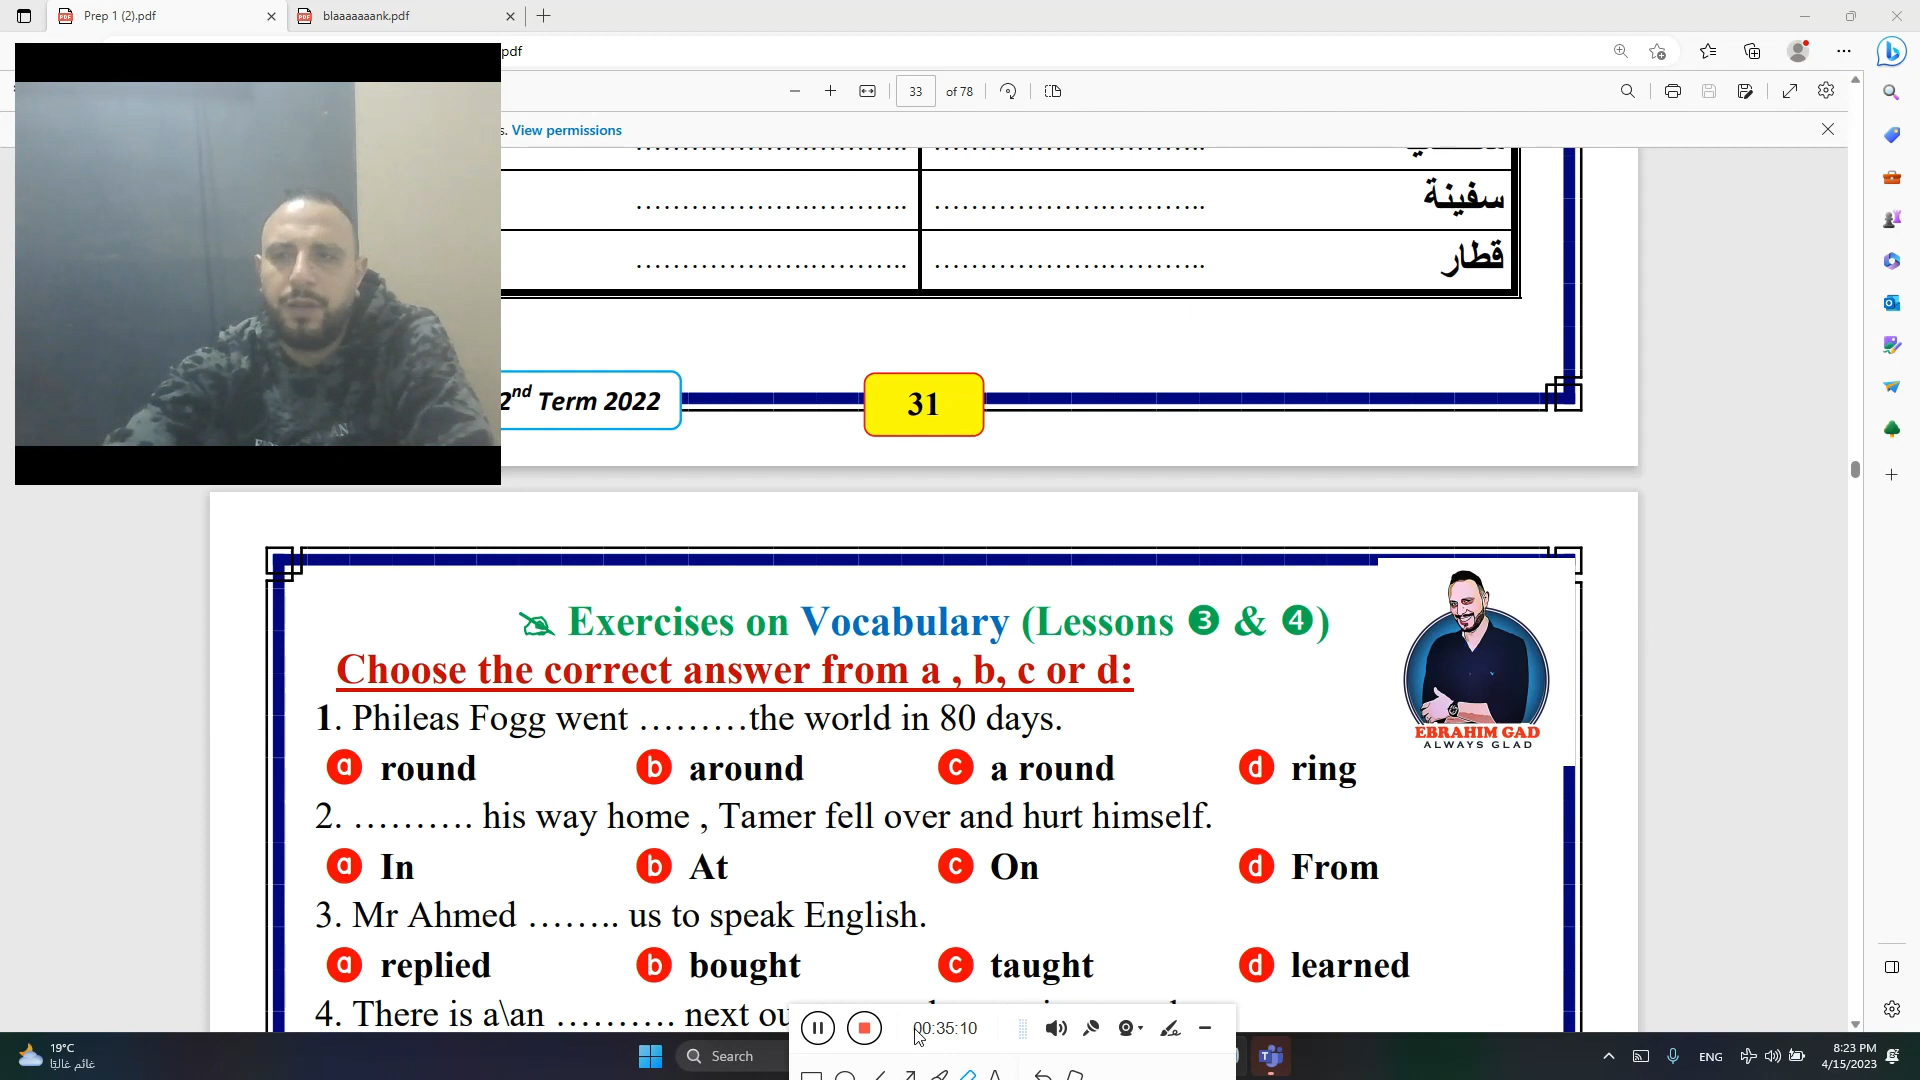 Prep 1 (2).pdf
blaaaaaaank.pdf
pdf
33 of 78
s. View permissions
سفينة ………………..……….. ………………..………..
قطار ………………..……….. ………………..………..
2nd Term 2022
31
Exercises on Vocabulary (Lessons ❸ & ❹)
Choose the correct answer from a , b, c or d:
EBRAHIM GAD
ALWAYS GLAD
1. Phileas Fogg went ………the world in 80 days.
ⓐ round ⓑ around ⓒ a round ⓓ ring
2. ………. his way home , Tamer fell over and hurt himself.
ⓐ In ⓑ At ⓒ On ⓓ From
3. Mr Ahmed …….. us to speak English.
ⓐ replied ⓑ bought ⓒ taught ⓓ learned
4. There is a\an ………. next ou
00:35:10
19°C
غائم غالبًا
Search
ENG
8:23 PM
4/15/2023